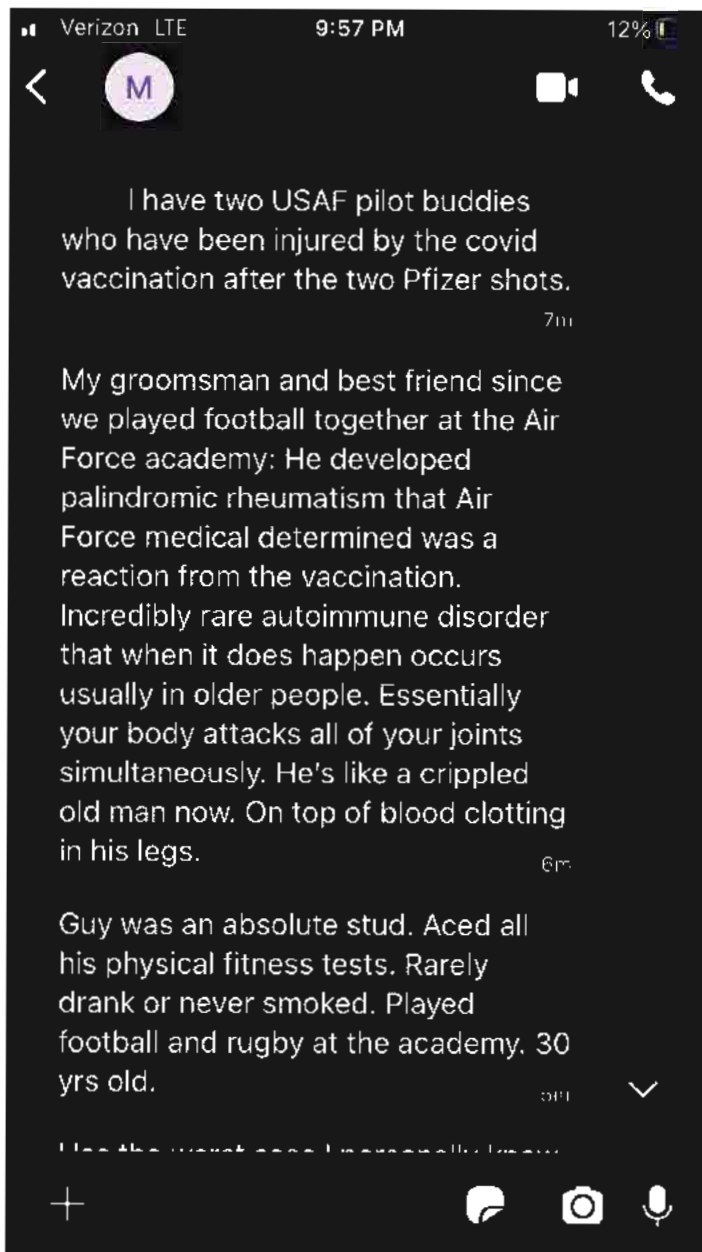 Verizon LTE 9:57 PM 12%
M
I have two USAF pilot buddies
who have been injured by the covid
vaccination after the two Pfizer shots.
7m
My groomsman and best friend since
we played football together at the Air
Force academy: He developed
palindromic rheumatism that Air
Force medical determined was a
reaction from the vaccination.
Incredibly rare autoimmune disorder
that when it does happen occurs
usually in older people. Essentially
your body attacks all of your joints
simultaneously. He's like a crippled
old man now. On top of blood clotting
in his legs.
6m
Guy was an absolute stud. Aced all
his physical fitness tests. Rarely
drank or never smoked. Played
football and rugby at the academy. 30
yrs old.